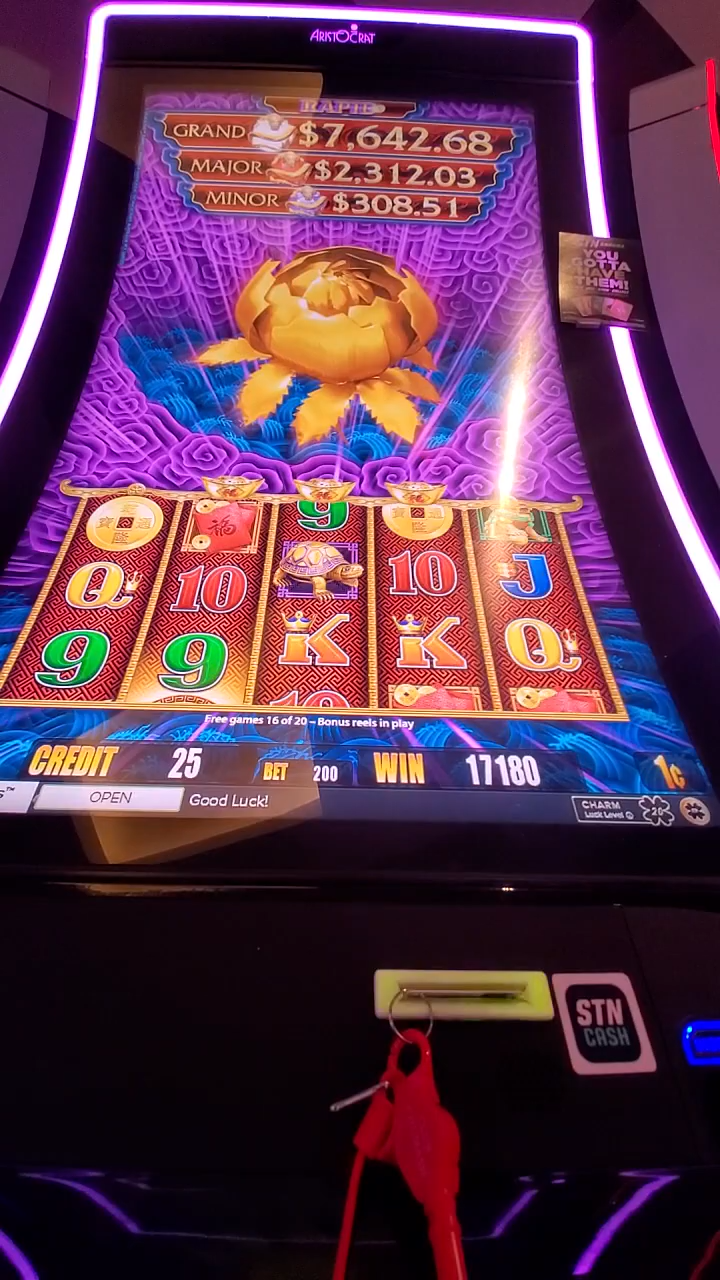 ARISTOCRAT
RAPID
GRAND $7,642.68
MAJOR $2,312.03
MINOR $308.51
YOU
GOTTA
HAVE
THEM!
9
福
Q 10 10 J
9 9 K K Q
10
Free games 16 of 20 – Bonus reels in play
CREDIT 25 BET 200 WIN 17180 1¢
OPEN Good Luck!
CHARM
Luck Level
20
STN
CASH